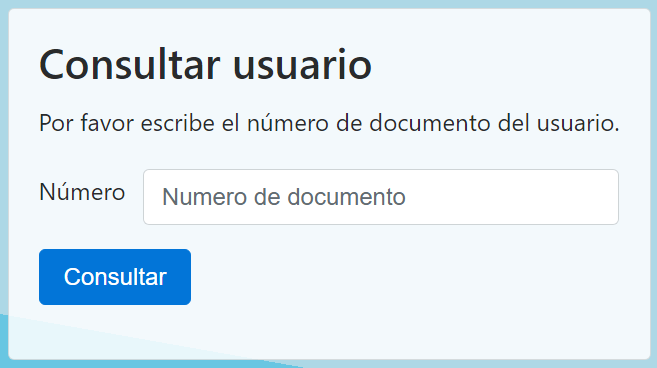 Consultar usuario
Por favor escribe el número de documento del usuario.
Número
Numero de documento
Consultar